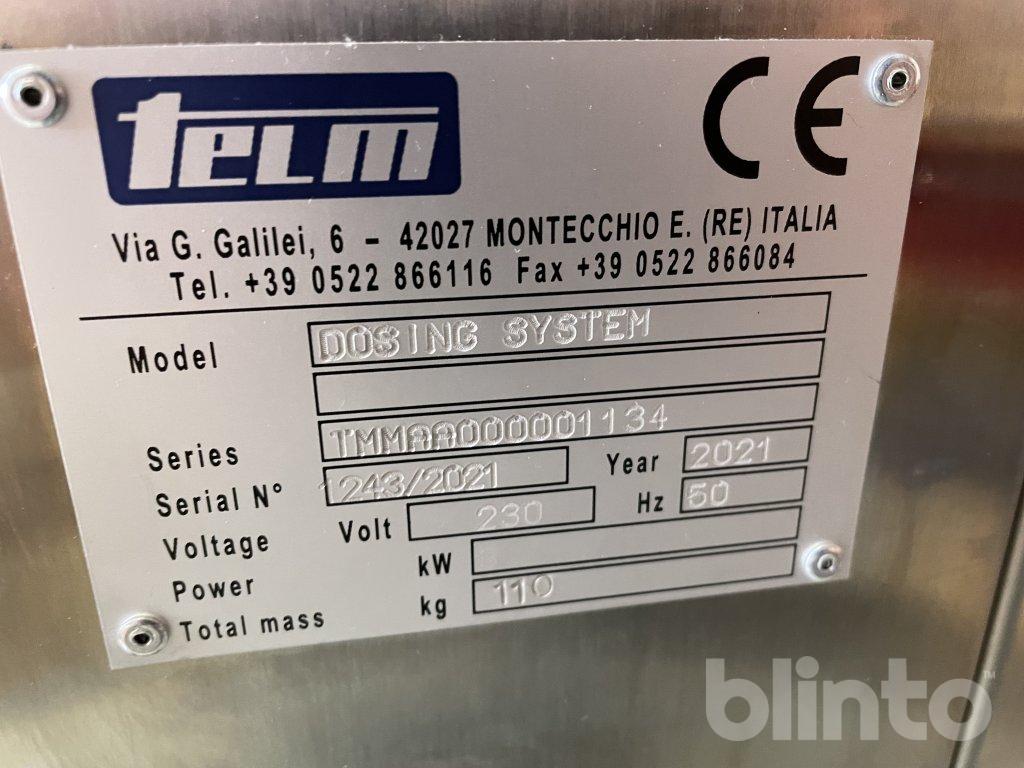 telm
CE
Via G. Galilei, 6 - 42027 MONTECCHIO E. (RE) ITALIA
Tel. +39 0522 866116 Fax +39 0522 866084
Model DOSING SYSTEM
Series TMMAA000001134
Serial N° 1243/2021 Year 2021
Voltage Volt 230 Hz 50
Power kW
Total mass kg 110
blinto™